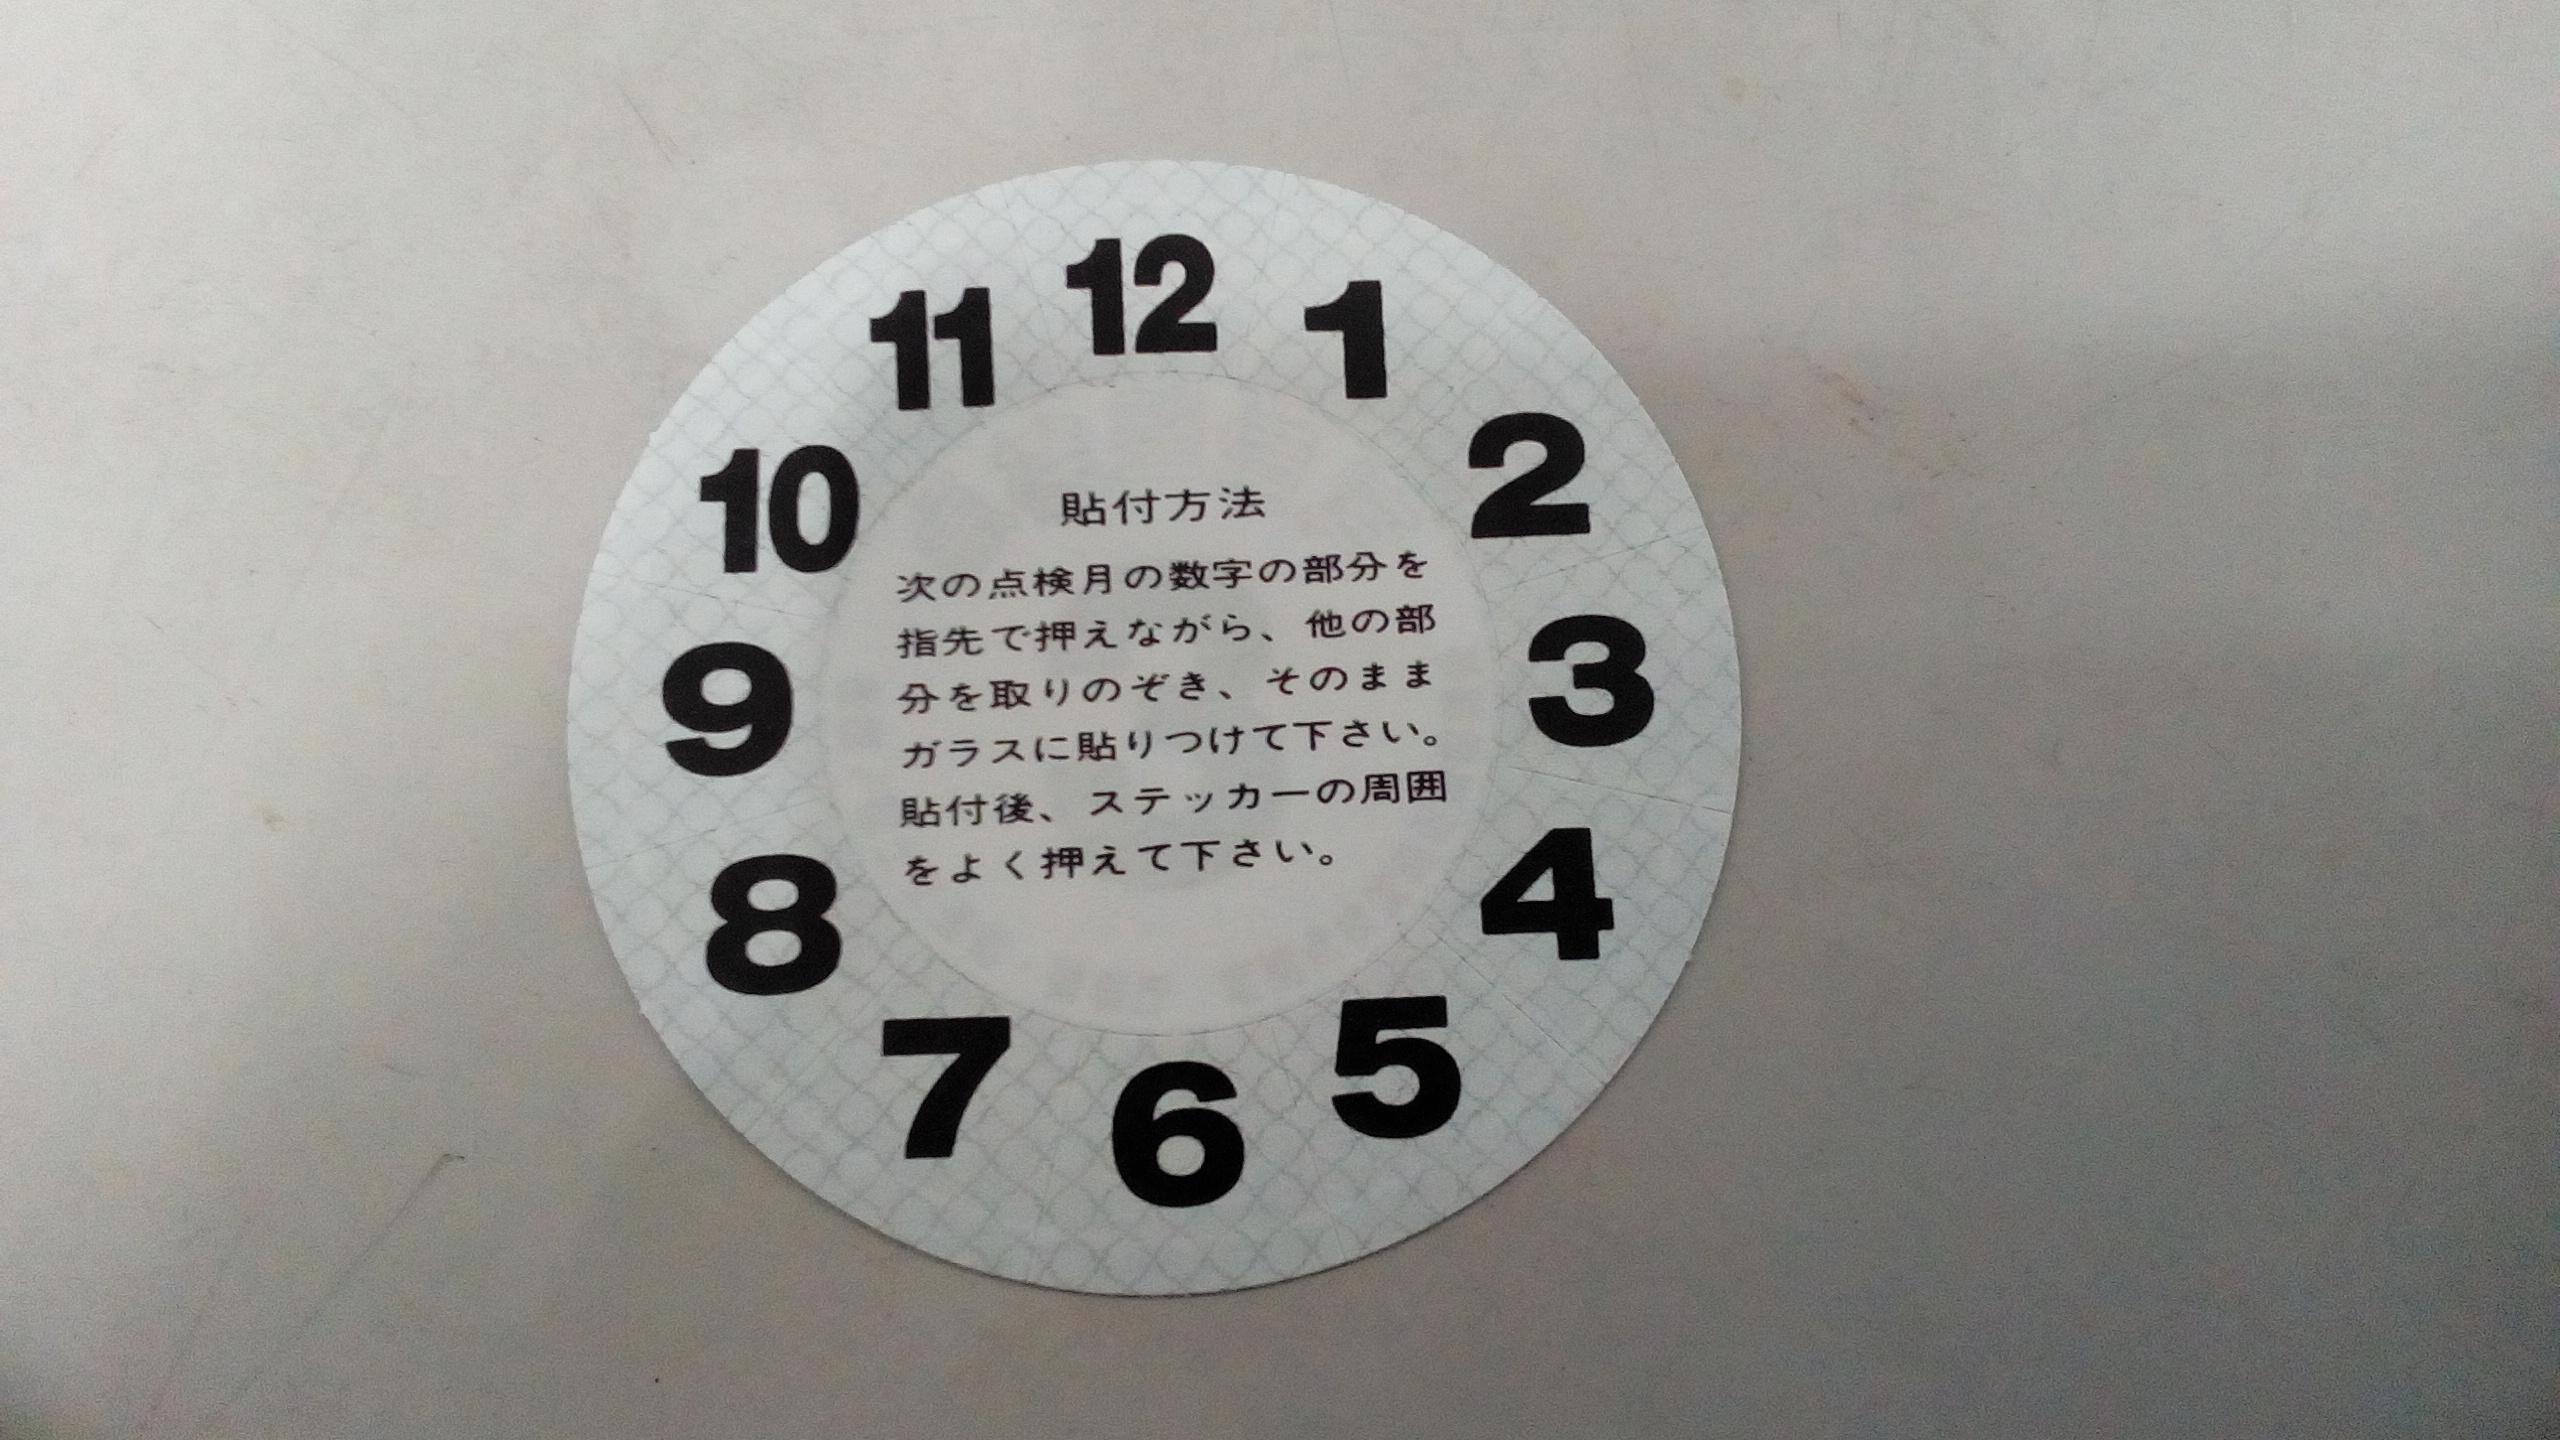 12
1
2
3
4
5
6
7
8
9
10
11
貼付方法
次の点検月の数字の部分を
指先で押えながら、他の部
分を取りのぞき、そのまま
ガラスに貼りつけて下さい。
貼付後、ステッカーの周囲
をよく押えて下さい。